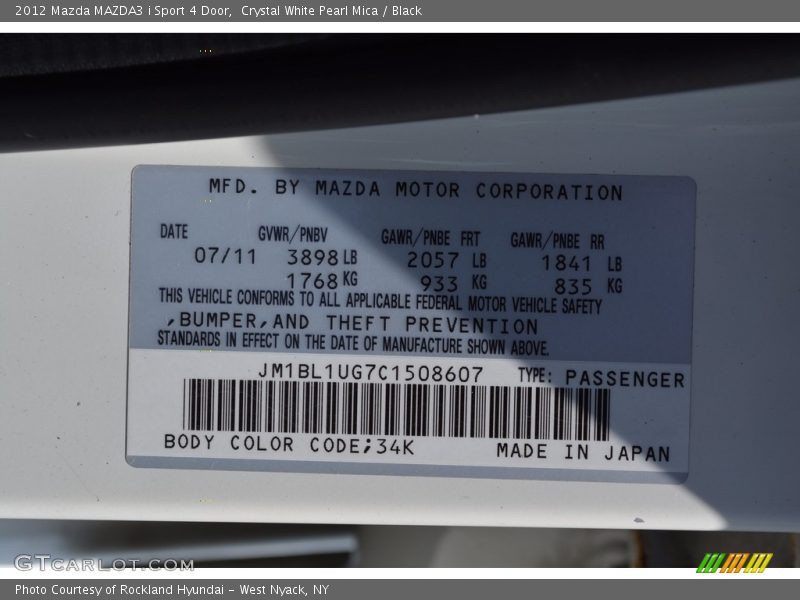 2012 Mazda MAZDA3 i Sport 4 Door,  Crystal White Pearl Mica / Black
MFD. BY MAZDA MOTOR CORPORATION
DATE GVWR/PNBV GAWR/PNBE FRT GAWR/PNBE RR
07/11 3898 LB 2057 LB 1841 LB
1768 KG 933 KG 835 KG
THIS VEHICLE CONFORMS TO ALL APPLICABLE FEDERAL MOTOR VEHICLE SAFETY
,BUMPER,AND THEFT PREVENTION
STANDARDS IN EFFECT ON THE DATE OF MANUFACTURE SHOWN ABOVE.
JM1BL1UG7C1508607 TYPE: PASSENGER
BODY COLOR CODE;34K MADE IN JAPAN
GTCARLOT.COM
Photo Courtesy of Rockland Hyundai - West Nyack, NY